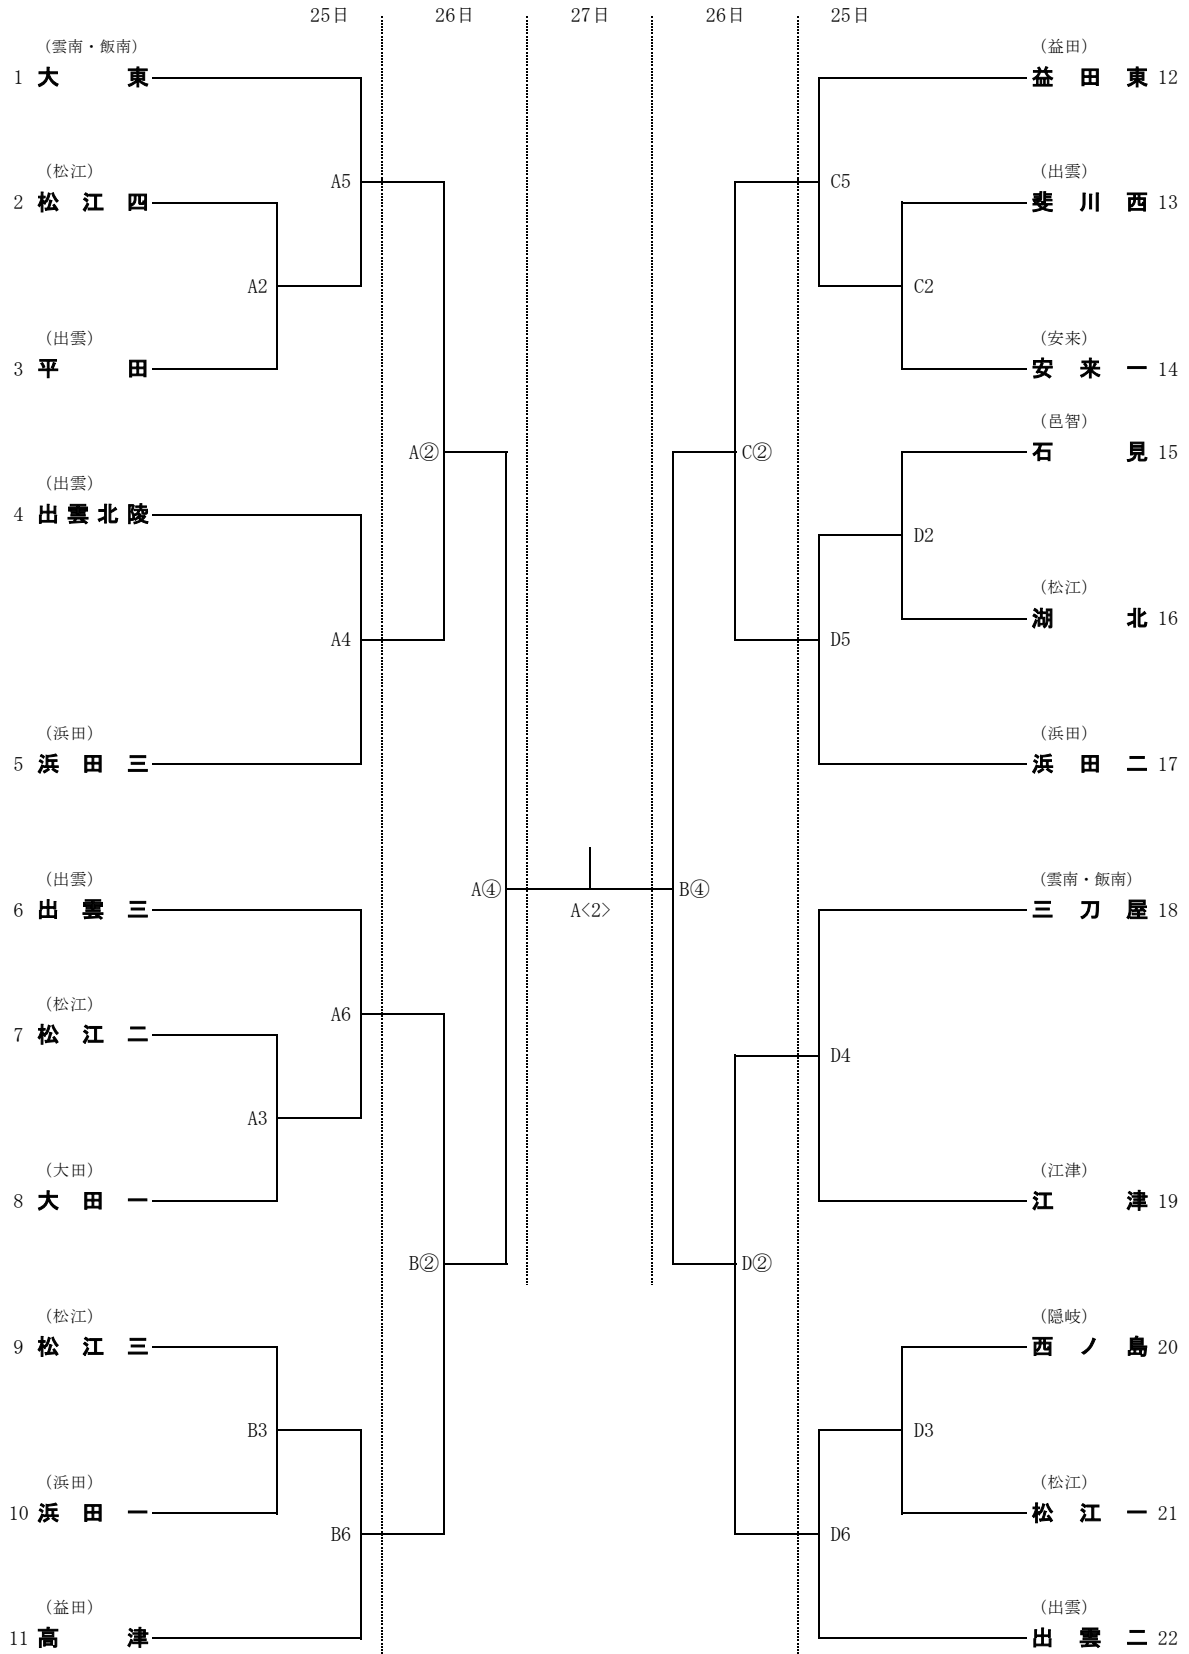 25日 26日 27日 26日 25日
（雲南・飯南）
1 大東
（松江）
2 松江四
（出雲）
3 平田
（出雲）
4 出雲北陵
（浜田）
5 浜田三
（出雲）
6 出雲三
（松江）
7 松江二
（大田）
8 大田一
（松江）
9 松江三
（浜田）
10 浜田一
（益田）
11 高津
A5
A2
A②
A4
A④
A6
A3
B②
B3
B6
A<2>
C5
C2
C②
D2
D5
B④
D4
D②
D3
D6
（益田）
益田東 12
（出雲）
斐川西 13
（安来）
安来一 14
（邑智）
石見 15
（松江）
湖北 16
（浜田）
浜田二 17
（雲南・飯南）
三刀屋 18
（江津）
江津 19
（隠岐）
西ノ島 20
（松江）
松江一 21
（出雲）
出雲二 22